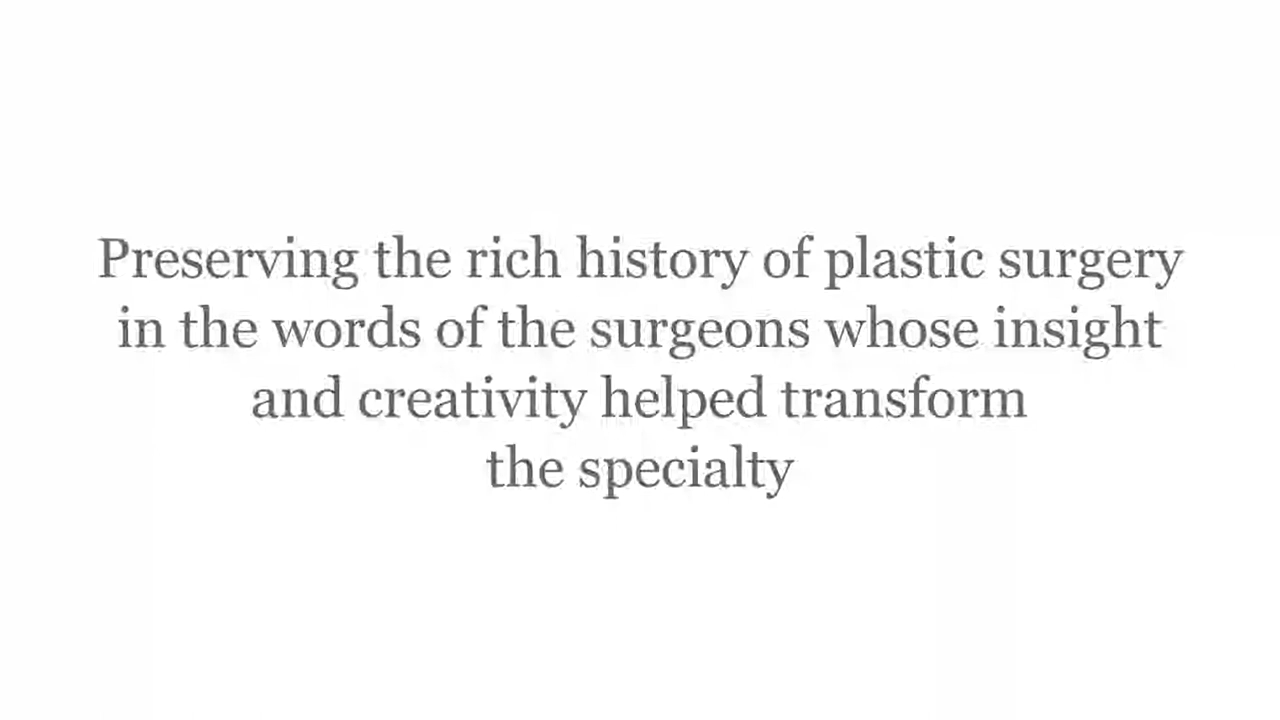 Preserving the rich history of plastic surgery
in the words of the surgeons whose insight
and creativity helped transform
the specialty